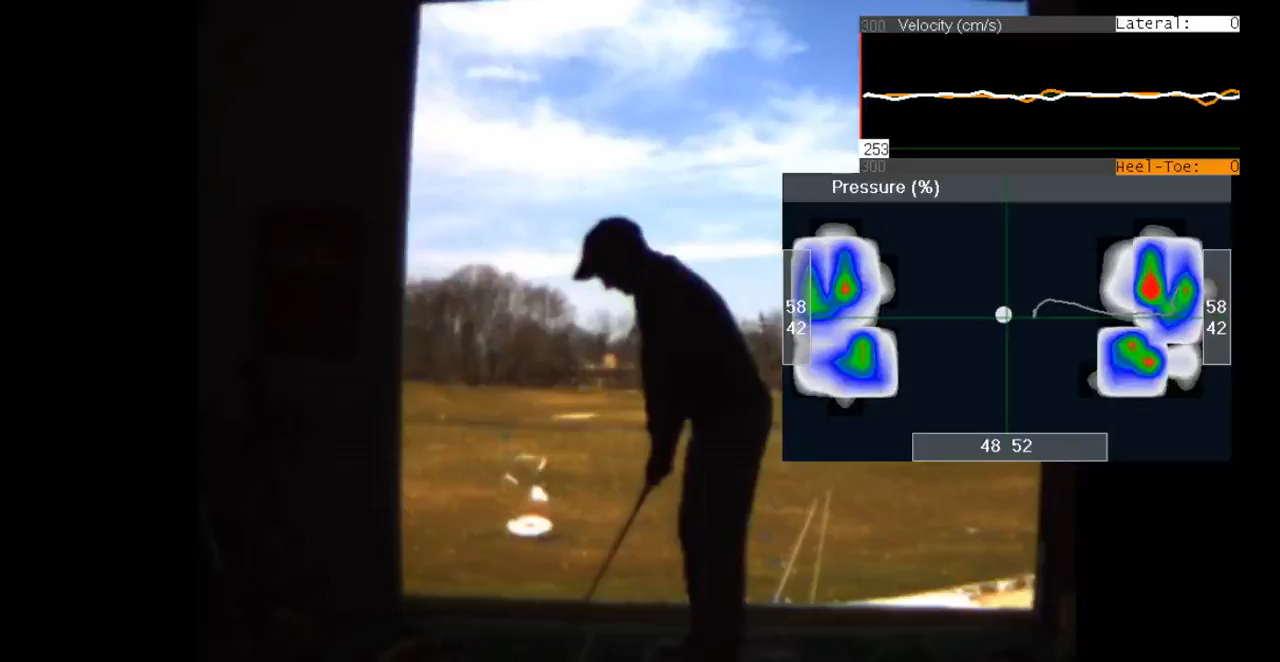 300 Velocity (cm/s) Lateral: 0
253
300 Heel-Toe: 0
Pressure (%)
58 58
42 42
48 52